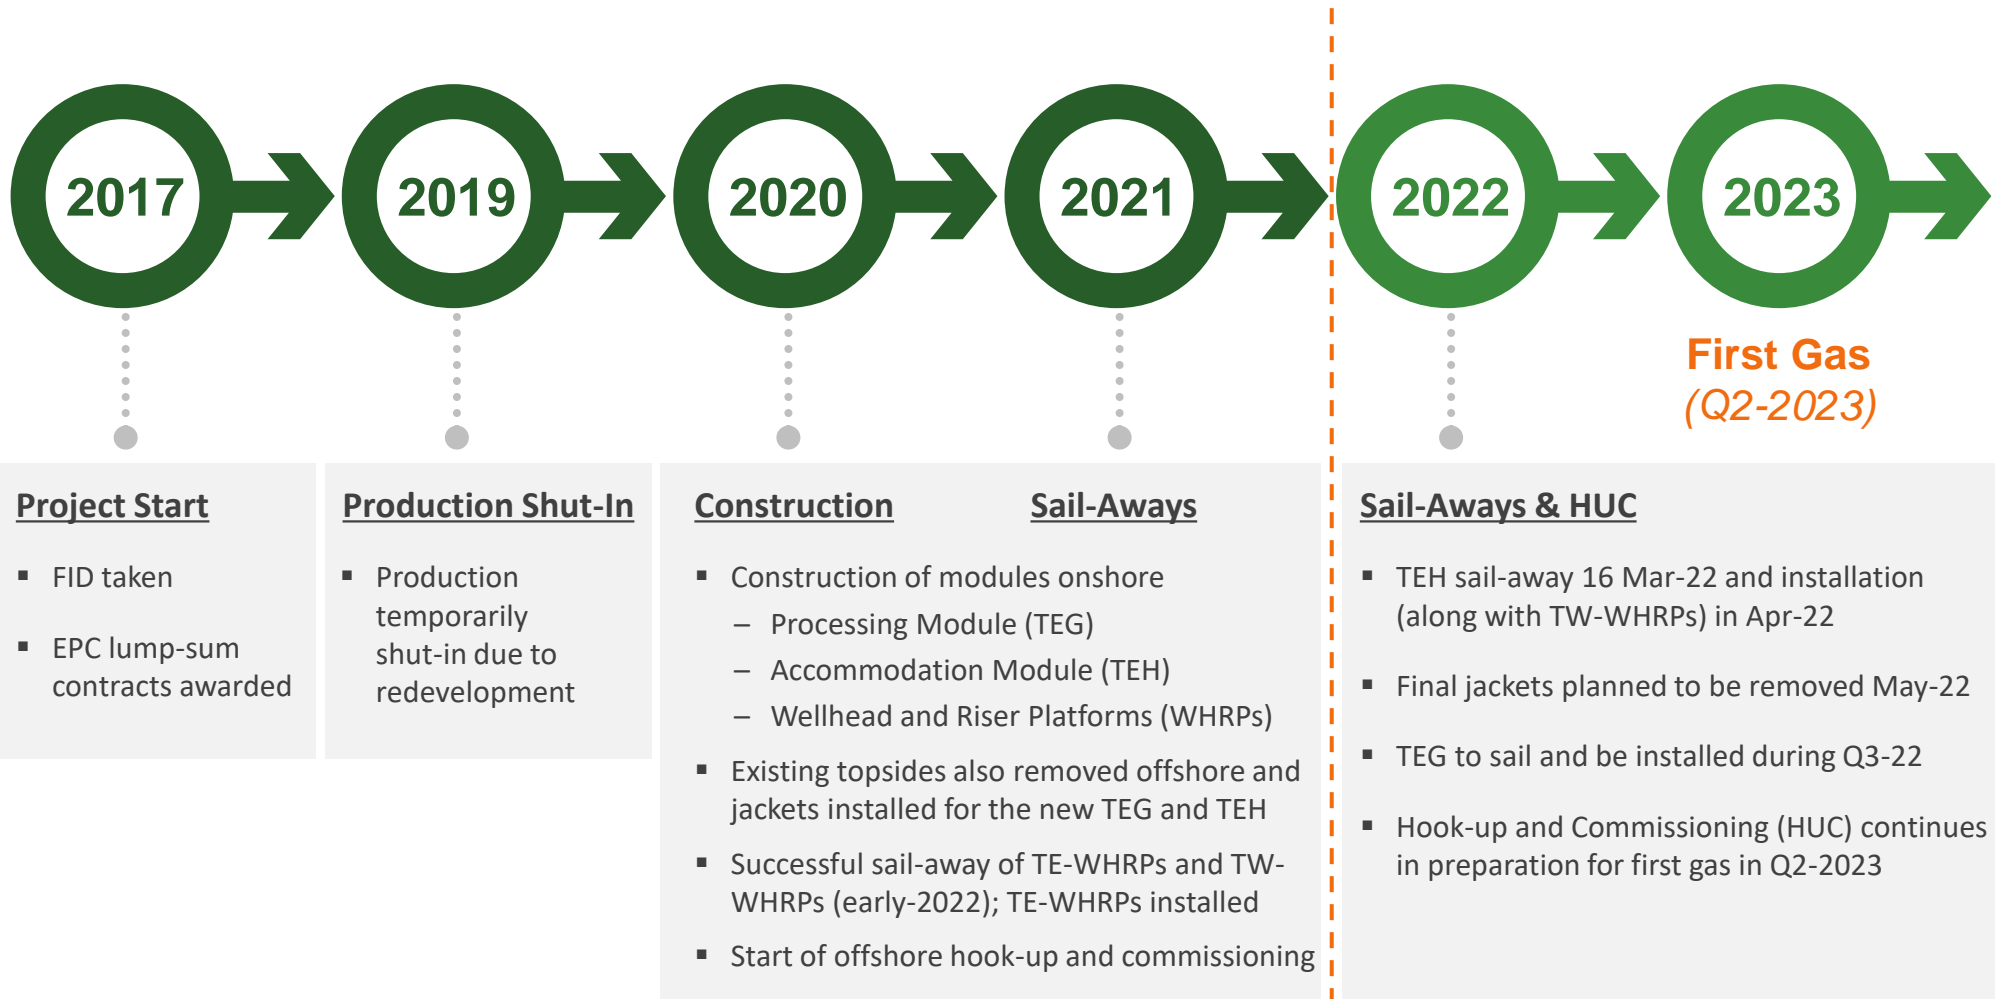 2017
2019
2020
2021
2022
2023
First Gas
(Q2-2023)
Project Start
▪ FID taken
▪ EPC lump-sum
contracts awarded
Production Shut-In
▪ Production
temporarily
shut-in due to
redevelopment
Construction
Sail-Aways
▪ Construction of modules onshore
– Processing Module (TEG)
– Accommodation Module (TEH)
– Wellhead and Riser Platforms (WHRPs)
▪ Existing topsides also removed offshore and
jackets installed for the new TEG and TEH
▪ Successful sail-away of TE-WHRPs and TW-
WHRPs (early-2022); TE-WHRPs installed
▪ Start of offshore hook-up and commissioning
Sail-Aways & HUC
▪ TEH sail-away 16 Mar-22 and installation
(along with TW-WHRPs) in Apr-22
▪ Final jackets planned to be removed May-22
▪ TEG to sail and be installed during Q3-22
▪ Hook-up and Commissioning (HUC) continues
in preparation for first gas in Q2-2023